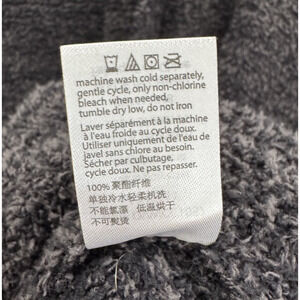 machine wash cold separately,
gentle cycle, only non-chlorine
bleach when needed,
tumble dry low, do not iron
Laver séparément à la machine
à l'eau froide au cycle doux.
Utiliser uniquement de l'eau de
javel sans chlore au besoin.
Sécher par culbutage,
cycle doux. Ne pas repasser.
100% 聚酯纤维
单独冷水轻柔机洗
不能氯漂 低温烘干
不可熨烫